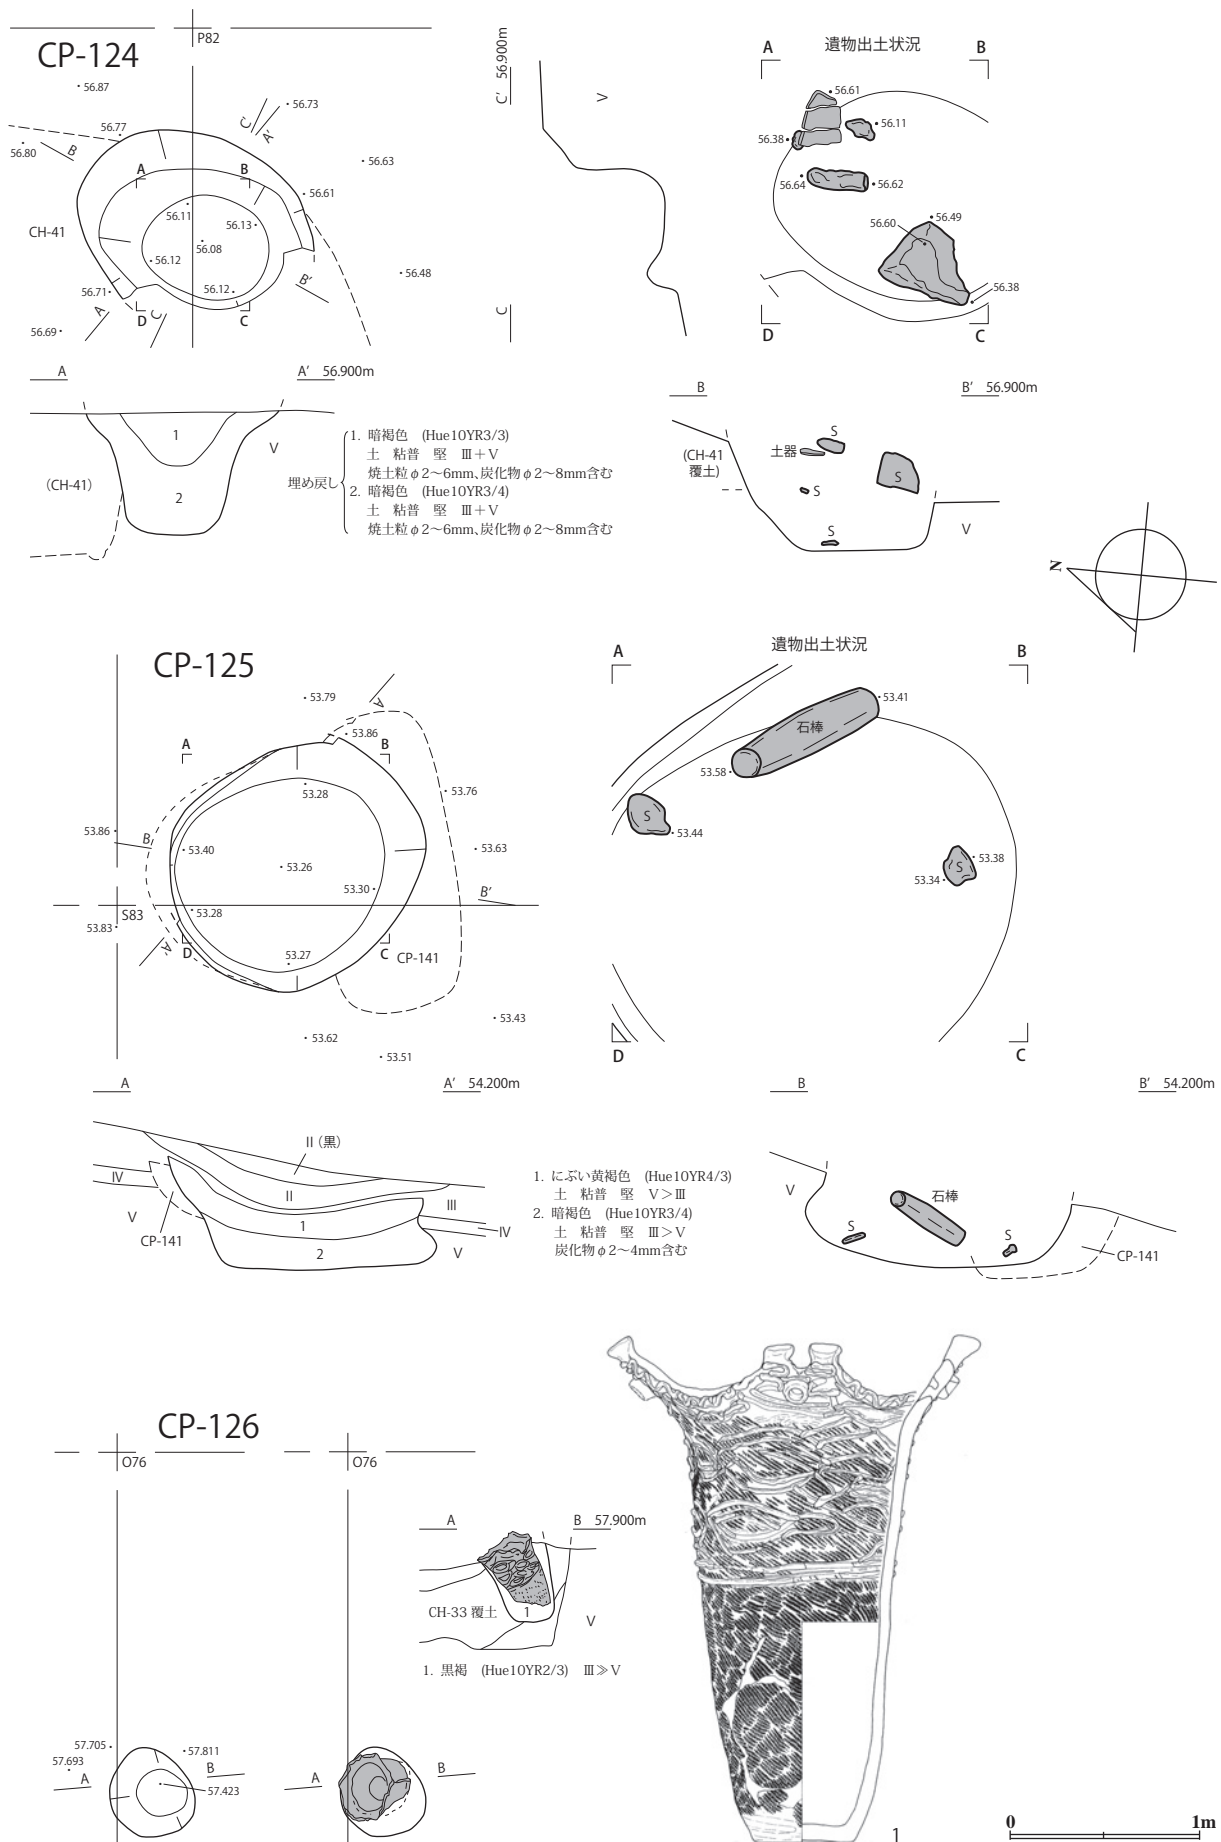 P82
CP-124
56.87
56.73
56.77
56.80
56.63
56.61
B
C'
A'
A
B
56.11
56.13
CH-41
56.08
56.12
56.12
56.48
B'
56.71
A
C
D
C
56.69
C' 56.900m
V
C
遺物出土状況
A
B
56.61
56.11
56.38
56.64
56.62
56.49
56.60
56.38
D
C
A
A' 56.900m
1
V
(CH-41)
2
埋め戻し
1. 暗褐色 (Hue10YR3/3)
土 粘普 堅 Ⅲ+V
焼土粒φ2〜6mm、炭化物φ2〜8mm含む
2. 暗褐色 (Hue10YR3/4)
土 粘普 堅 Ⅲ+V
焼土粒φ2〜6mm、炭化物φ2〜8mm含む
B
B' 56.900m
(CH-41
覆土)
土器
S
S
S
S
V
N
CP-125
53.79
A'
53.86
A
B
53.28
53.76
53.86
B
53.40
53.26
53.63
53.30
B'
S83
53.28
53.83
A
D
C
53.27
CP-141
53.43
53.62
53.51
遺物出土状況
A
B
石棒
53.41
53.58
S
53.44
S
53.38
53.34
D
C
A
A' 54.200m
II(黒)
IV
II
III
1
V
CP-141
IV
2
V
1. にぶい黄褐色 (Hue10YR4/3)
土 粘普 堅 V>Ⅲ
2. 暗褐色 (Hue10YR3/4)
土 粘普 堅 Ⅲ>V
炭化物φ2〜4mm含む
B
B' 54.200m
V
石棒
S
S
CP-141
CP-126
O76
O76
A
B 57.900m
CH-33 覆土
1
V
1. 黒褐 (Hue10YR2/3) Ⅲ≫V
57.705
57.811
57.693
A
B
57.423
A
B
1
0
1m